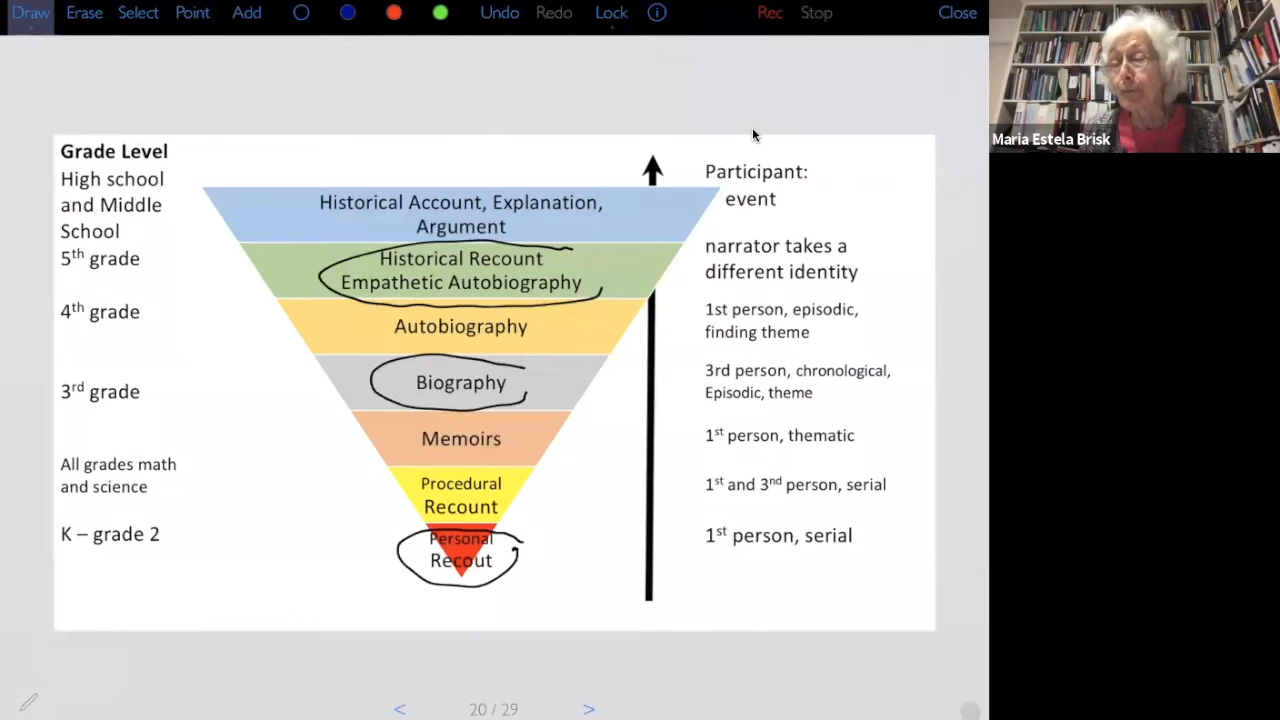 Draw Erase Select Point Add Undo Redo Lock Rec Stop Close
Maria Estela Brisk
Grade Level
High school
and Middle
School
5th grade
4th grade
3rd grade
All grades math
and science
K – grade 2
Historical Account, Explanation,
Argument
Historical Recount
Empathetic Autobiography
Autobiography
Biography
Memoirs
Procedural
Recount
Personal
Recout
Participant:
event
narrator takes a
different identity
1st person, episodic,
finding theme
3rd person, chronological,
Episodic, theme
1st person, thematic
1st and 3nd person, serial
1st person, serial
< 20 / 29 >